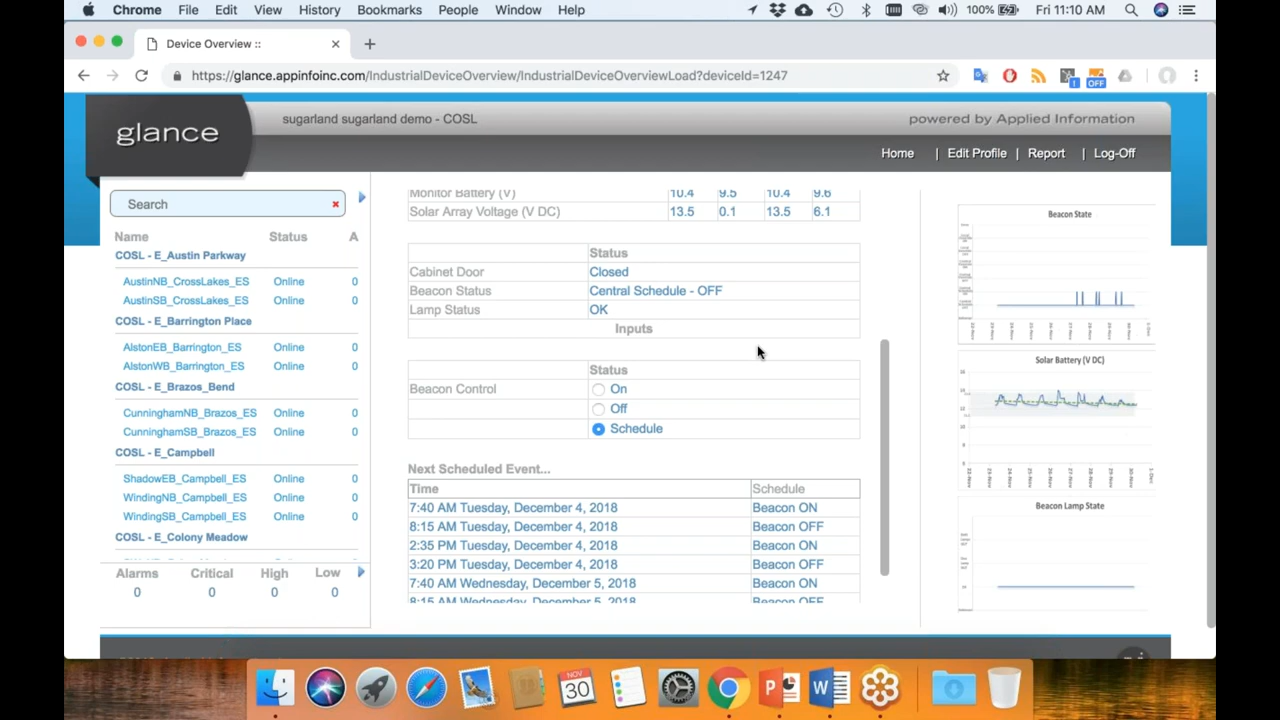 Chrome File Edit View History Bookmarks People Window Help 100% Fri 11:10 AM
Device Overview ::
https://glance.appinfoinc.com/IndustrialDeviceOverview/IndustrialDeviceOverviewLoad?deviceId=1247
OFF
glance
sugarland sugarland demo - COSL
powered by Applied Information
Home | Edit Profile | Report | Log-Off
Search
Name Status A
COSL - E_Austin Parkway
AustinNB_CrossLakes_ES Online 0
AustinSB_CrossLakes_ES Online 0
COSL - E_Barrington Place
AlstonEB_Barrington_ES Online 0
AlstonWB_Barrington_ES Online 0
COSL - E_Brazos_Bend
CunninghamNB_Brazos_ES Online 0
CunninghamSB_Brazos_ES Online 0
COSL - E_Campbell
ShadowEB_Campbell_ES Online 0
WindingNB_Campbell_ES Online 0
WindingSB_Campbell_ES Online 0
COSL - E_Colony Meadow
Alarms Critical High Low
0 0 0 0
Monitor Battery (V) 10.4 9.5 10.4 9.6
Solar Array Voltage (V DC) 13.5 0.1 13.5 6.1
Status
Cabinet Door Closed
Beacon Status Central Schedule - OFF
Lamp Status OK
Inputs
Status
Beacon Control On
Off
Schedule
Next Scheduled Event...
Time Schedule
7:40 AM Tuesday, December 4, 2018 Beacon ON
8:15 AM Tuesday, December 4, 2018 Beacon OFF
2:35 PM Tuesday, December 4, 2018 Beacon ON
3:20 PM Tuesday, December 4, 2018 Beacon OFF
7:40 AM Wednesday, December 5, 2018 Beacon ON
8:15 AM Wednesday, December 5, 2018 Beacon OFF
Beacon State
Solar Battery (V DC)
Beacon Lamp State
NOV
30